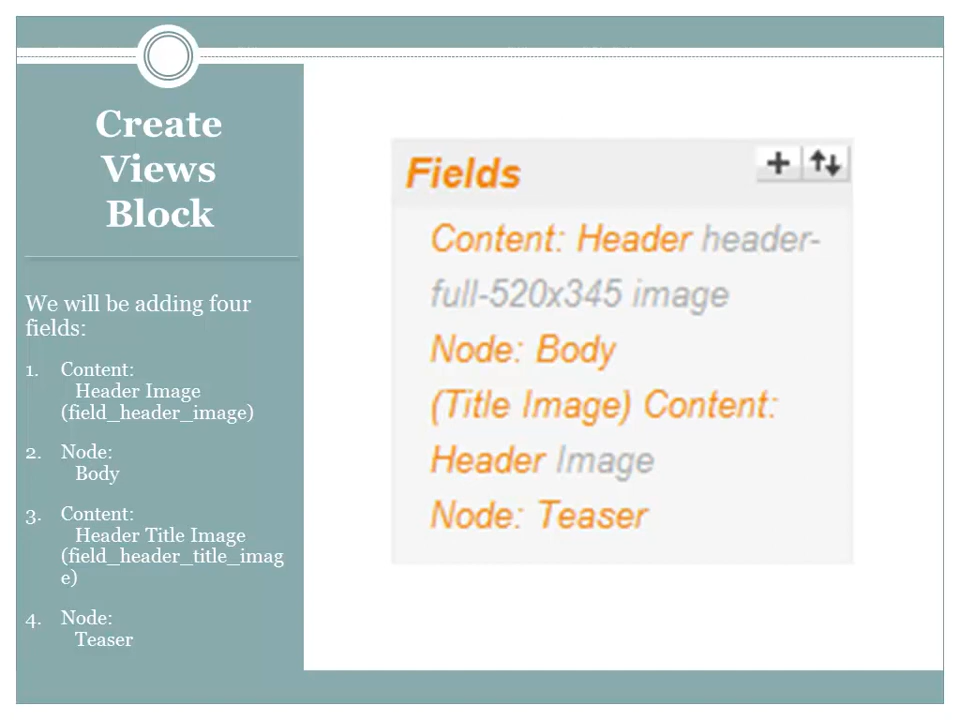 Create
Views
Block
We will be adding four
fields:
1. Content:
Header Image
(field_header_image)
2. Node:
Body
3. Content:
Header Title Image
(field_header_title_imag
e)
4. Node:
Teaser
Fields
Content: Header header-
full-520x345 image
Node: Body
(Title Image) Content:
Header Image
Node: Teaser